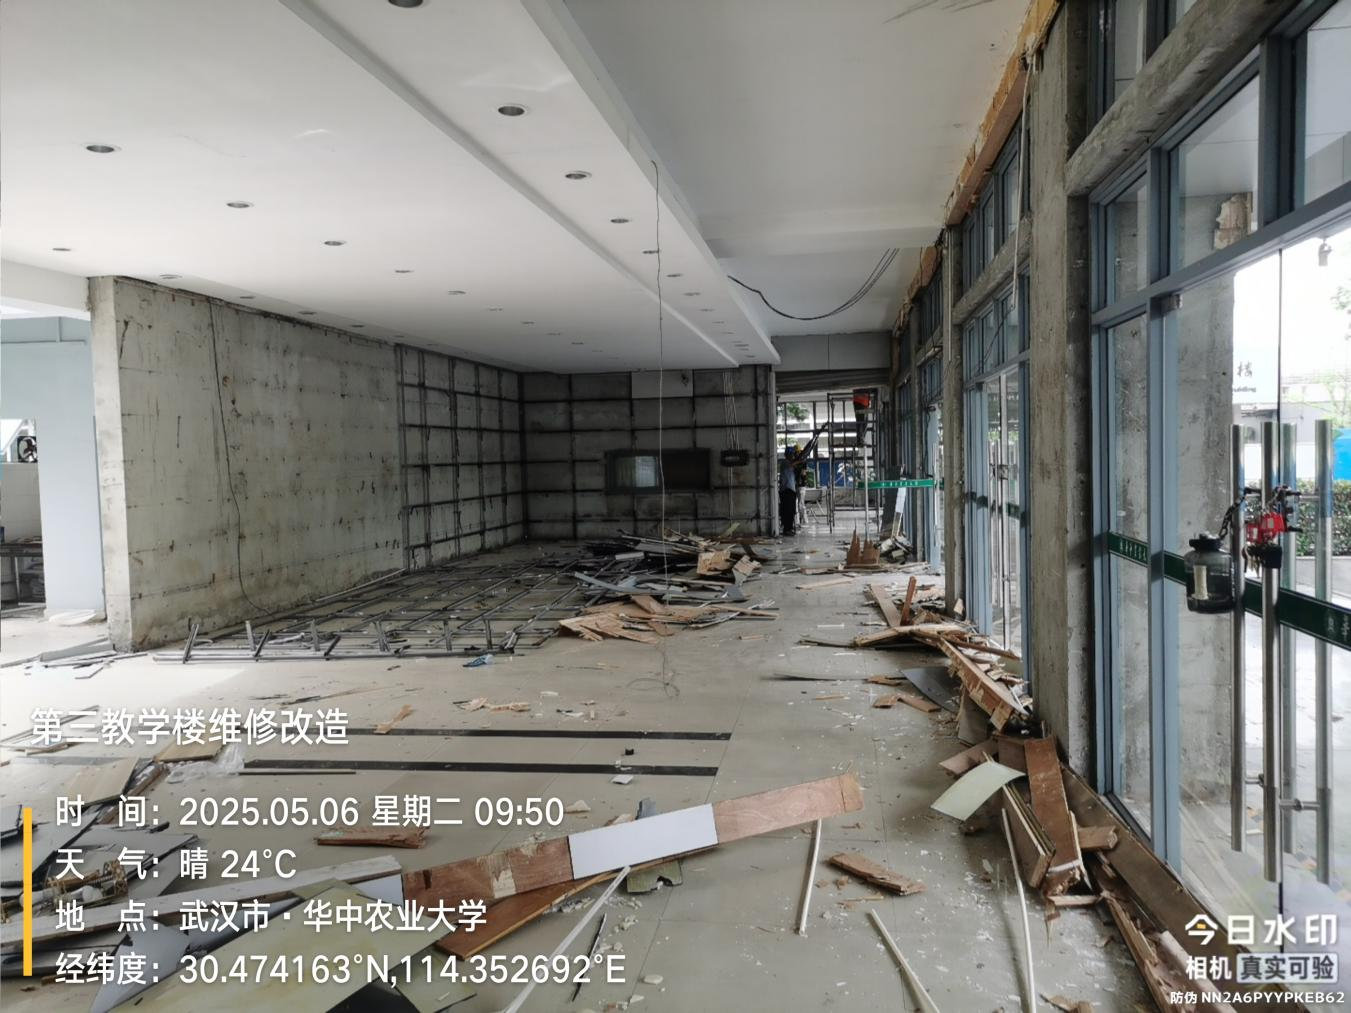 楼
第三教学楼维修改造
时 间：2025.05.06 星期二 09:50
天 气：晴 24°C
地 点：武汉市·华中农业大学
经纬度：30.474163°N,114.352692°E
今日水印
相机 真实可验
防伪 NN2A6PYYPKEB62